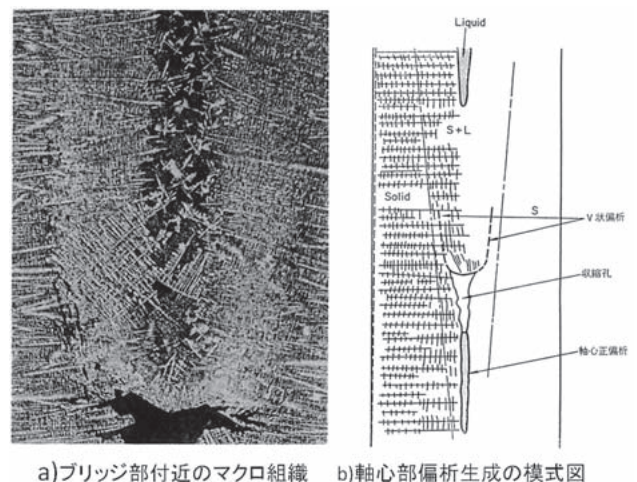 Liquid
S+L
Solid
S
V状偏析
収縮孔
軸心正偏析
a)ブリッジ部付近のマクロ組織
b)軸心部偏析生成の模式図